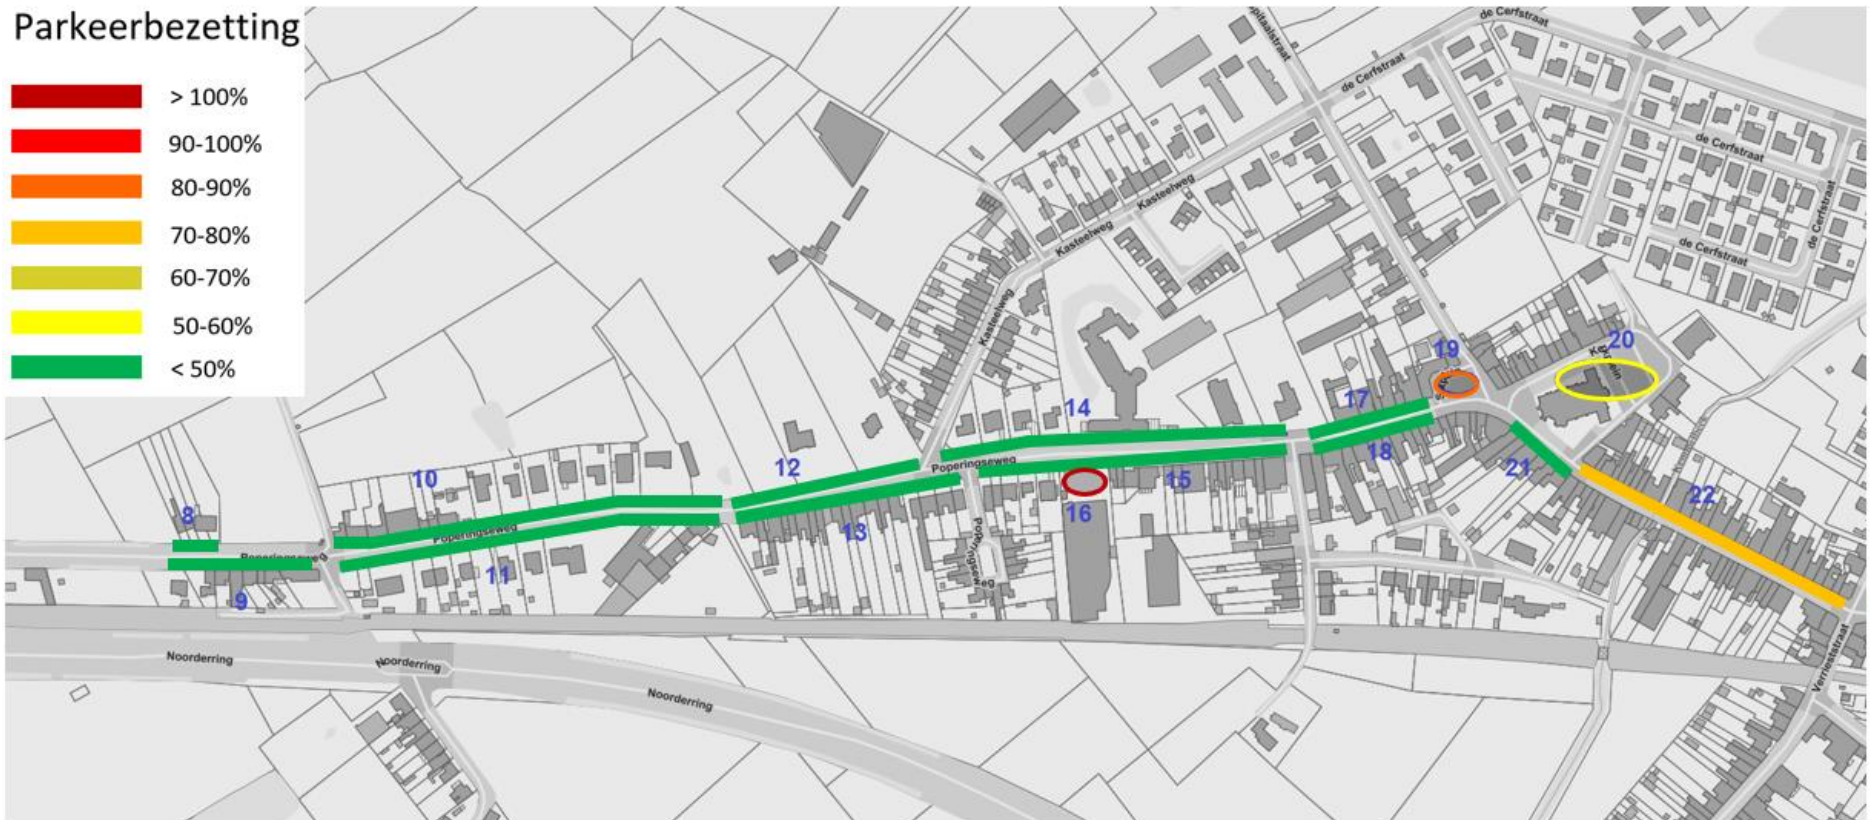 Parkeerbezetting
> 100%
90-100%
80-90%
70-80%
60-70%
50-60%
< 50%
de Cerfstraat
de Cerfstraat
de Cerfstraat
de Cerfstraat
de Cerfstraat
Kasteelweg
Kasteelweg
Kasteelweg
19
20
17
14
18
10
12
15
21
22
Poperingseweg
8
16
13
Poperingseweg
Poperingseweg
11
9
Noorderring
Noorderring
Noorderring
Verrieststraat